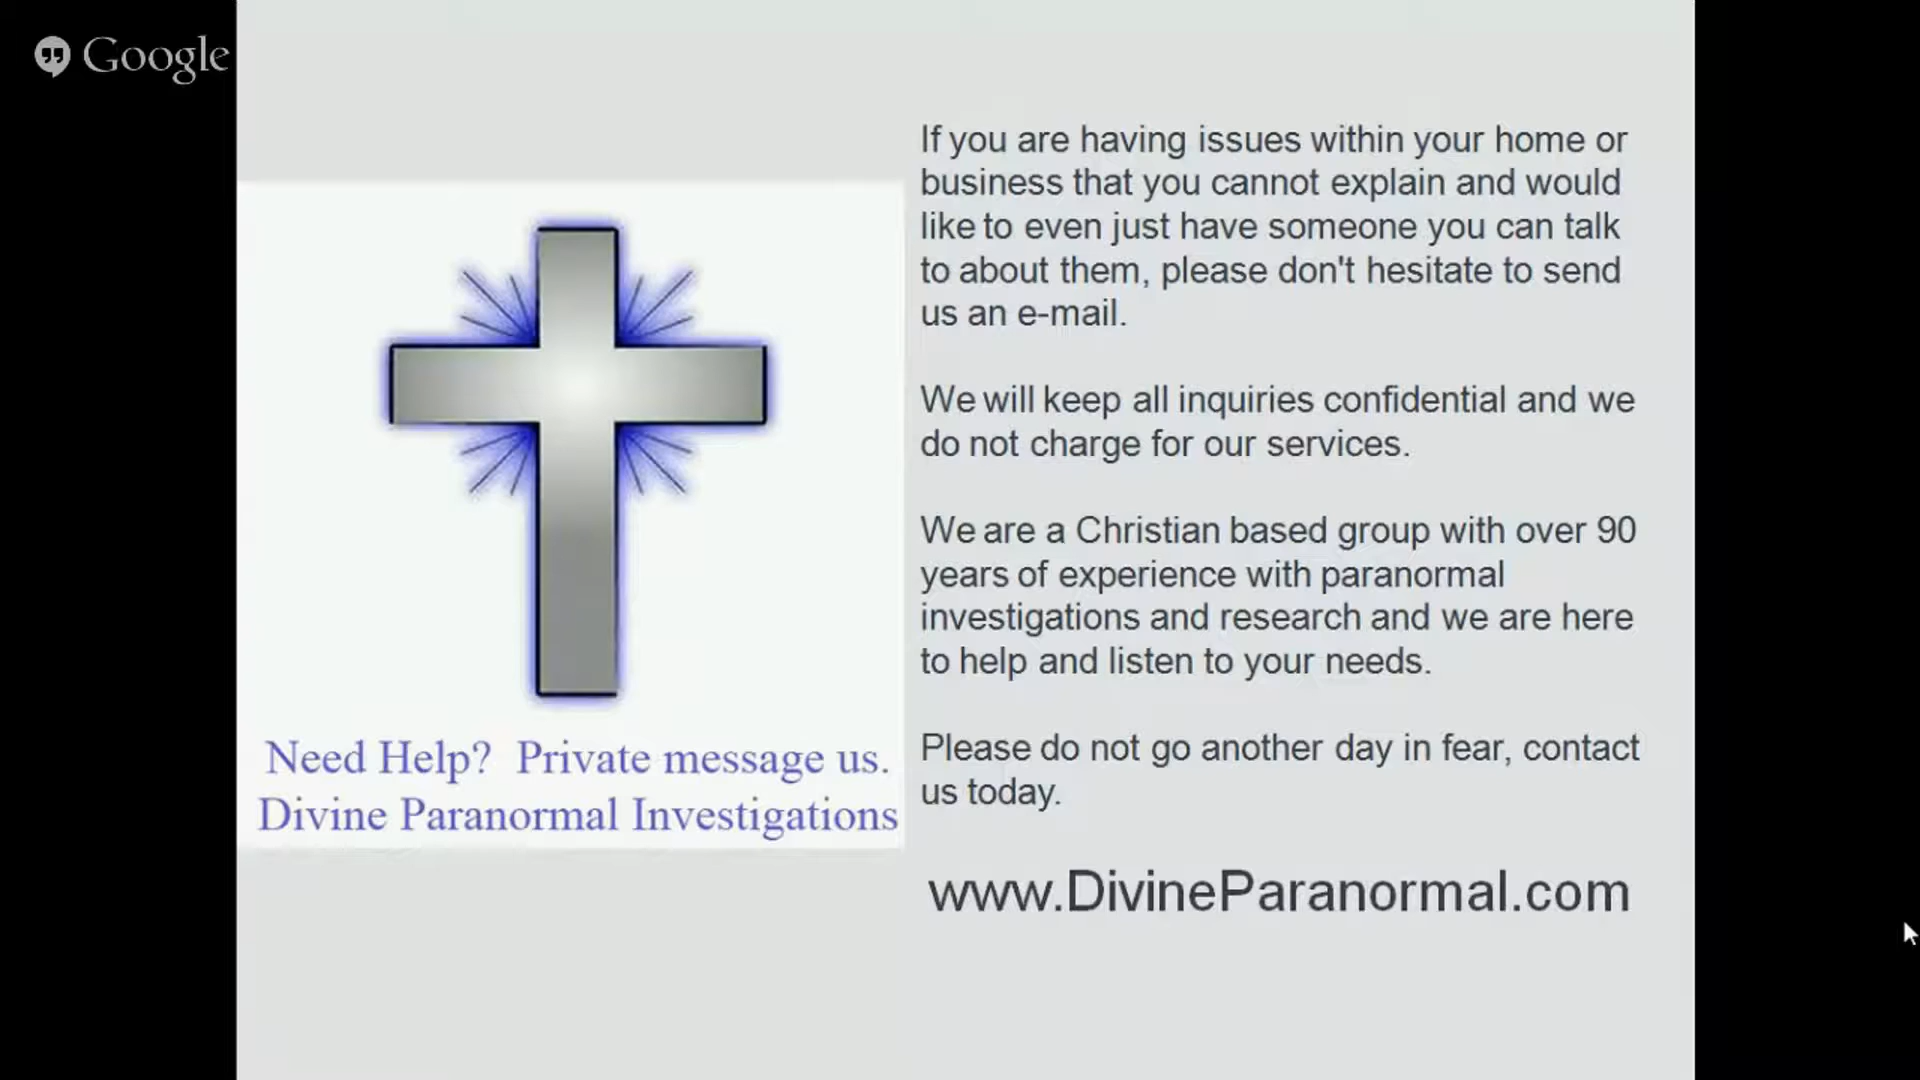 Google
If you are having issues within your home or
business that you cannot explain and would
like to even just have someone you can talk
to about them, please don't hesitate to send
us an e-mail.
We will keep all inquiries confidential and we
do not charge for our services.
We are a Christian based group with over 90
years of experience with paranormal
investigations and research and we are here
to help and listen to your needs.
Please do not go another day in fear, contact
us today.
www.DivineParanormal.com
Need Help?  Private message us.
Divine Paranormal Investigations